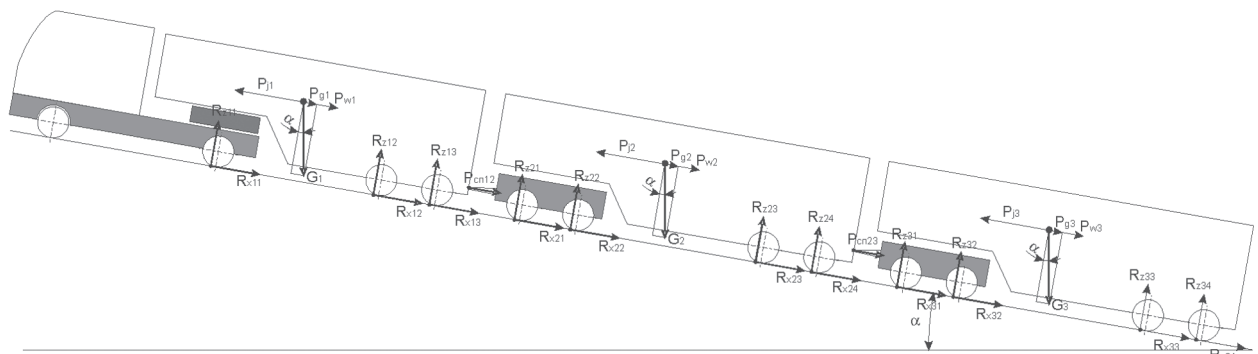 Pj1
Pg1
Pw1
Rz11
α
G1
Rx11
Rz12
Rz13
Rx12
Rx13
Pcn12
Rz21
Rz22
Rx21
Rx22
Pj2
Pg2
Pw2
α
G2
Rz23
Rz24
Rx23
Rx24
Pcn23
Rz31
Rz32
Rx31
Rx32
Pj3
Pg3
Pw3
α
G3
Rz33
Rz34
Rx33
α